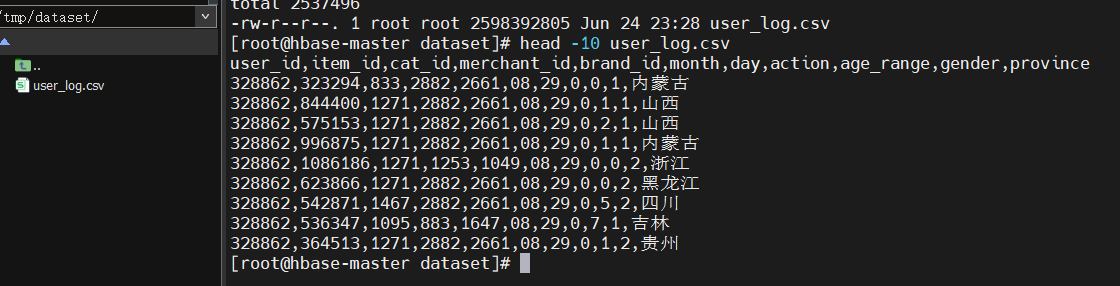 /tmp/dataset/
..
user_log.csv
total 2537496
-rw-r--r--. 1 root root 2598392805 Jun 24 23:28 user_log.csv
[root@hbase-master dataset]# head -10 user_log.csv
user_id,item_id,cat_id,merchant_id,brand_id,month,day,action,age_range,gender,province
328862,323294,833,2882,2661,08,29,0,0,1,内蒙古
328862,844400,1271,2882,2661,08,29,0,1,1,山西
328862,575153,1271,2882,2661,08,29,0,2,1,山西
328862,996875,1271,2882,2661,08,29,0,1,1,内蒙古
328862,1086186,1271,1253,1049,08,29,0,0,2,浙江
328862,623866,1271,2882,2661,08,29,0,0,2,黑龙江
328862,542871,1467,2882,2661,08,29,0,5,2,四川
328862,536347,1095,883,1647,08,29,0,7,1,吉林
328862,364513,1271,2882,2661,08,29,0,1,2,贵州
[root@hbase-master dataset]#